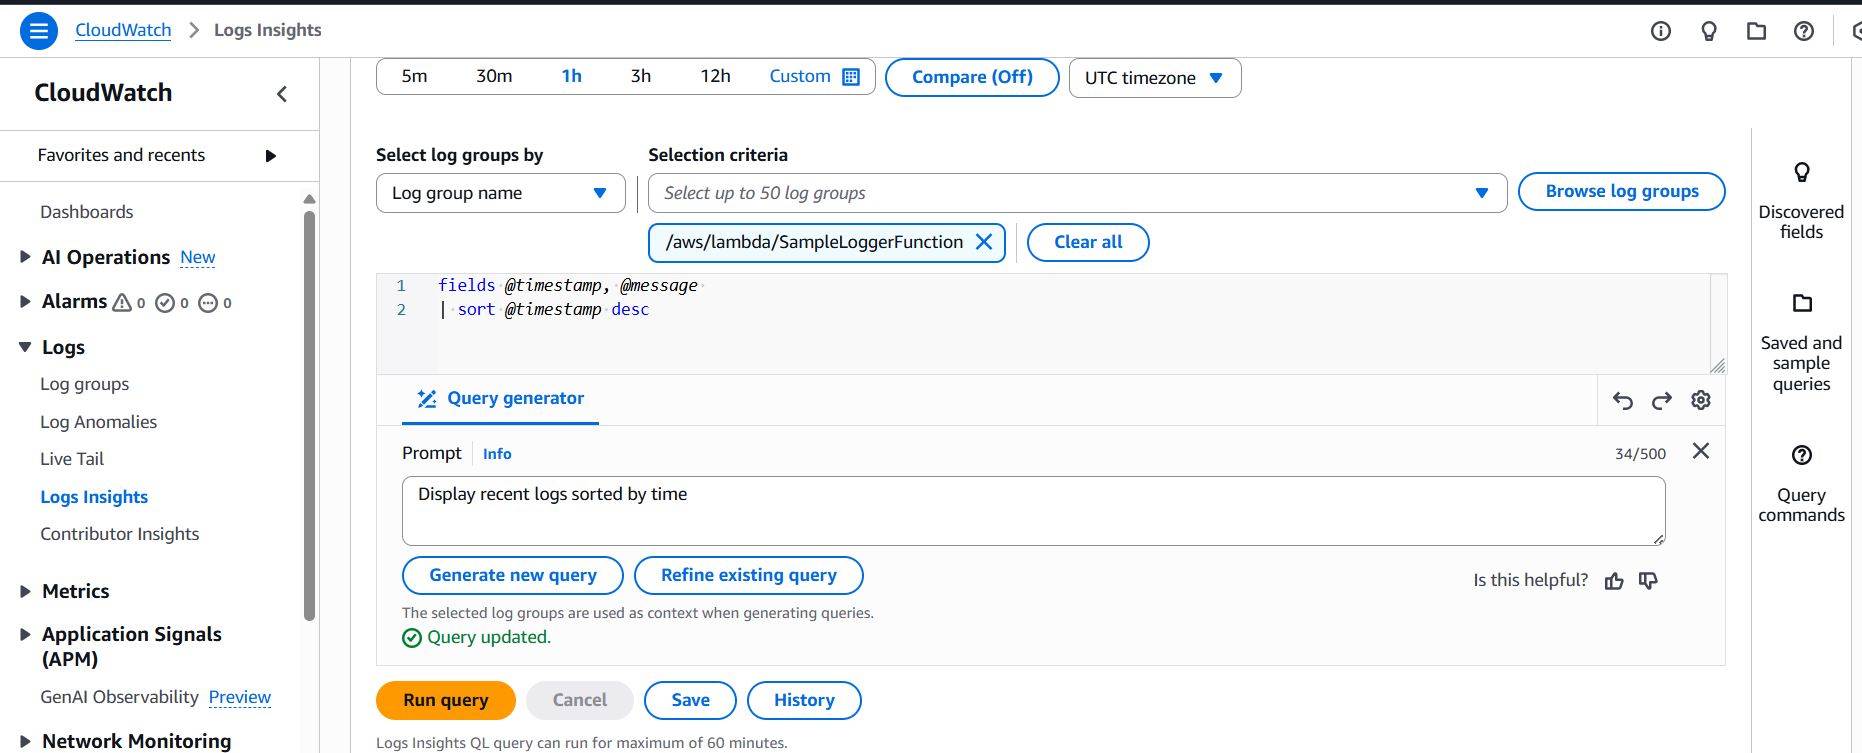 CloudWatch > Logs Insights
CloudWatch
Favorites and recents
Dashboards
AI Operations New
Alarms 0 0 0
Logs
Log groups
Log Anomalies
Live Tail
Logs Insights
Contributor Insights
Metrics
Application Signals
(APM)
GenAI Observability Preview
Network Monitoring
5m 30m 1h 3h 12h Custom
Compare (Off)
UTC timezone
Select log groups by
Log group name
Selection criteria
Select up to 50 log groups
Browse log groups
/aws/lambda/SampleLoggerFunction
Clear all
1 fields @timestamp, @message
2 | sort @timestamp desc
Query generator
Prompt Info
34/500
Display recent logs sorted by time
Generate new query
Refine existing query
Is this helpful?
The selected log groups are used as context when generating queries.
Query updated.
Run query
Cancel
Save
History
Logs Insights QL query can run for maximum of 60 minutes.
Discovered
fields
Saved and
sample
queries
Query
commands